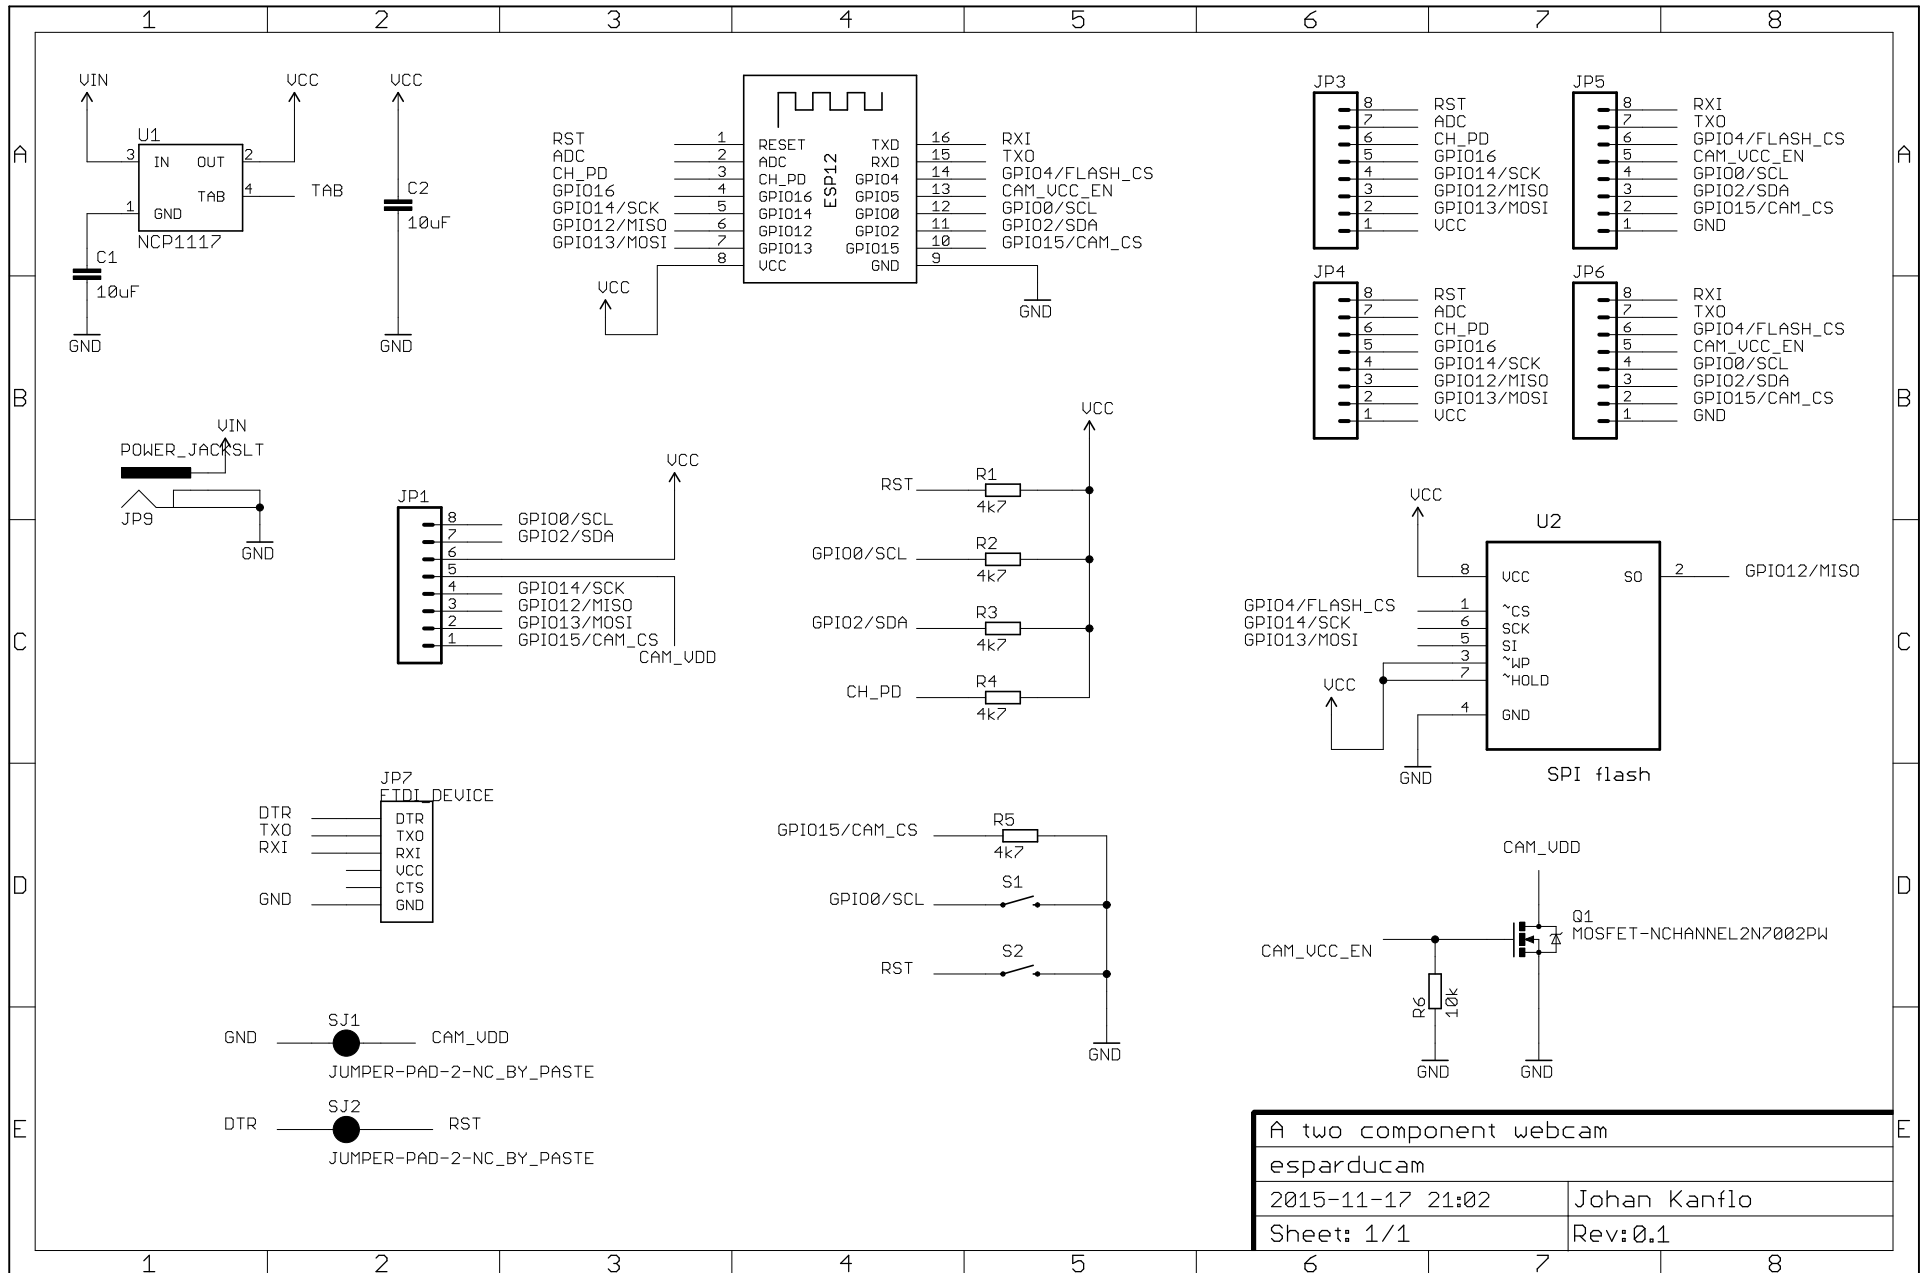 1 2 3 4 5 6 7 8
A
A
B
B
C
C
D
D
E
E
VIN
VCC
U1
3 IN OUT 2
TAB 4 TAB
1 GND
NCP1117
C1
10uF
GND
VCC
C2
10uF
GND
RST 1 RESET
ADC 2 ADC
CH_PD 3 CH_PD
GPIO16 4 GPIO16
GPIO14/SCK 5 GPIO14
GPIO12/MISO 6 GPIO12
GPIO13/MOSI 7 GPIO13
8 VCC
VCC
ESP12
TXD 16 RXI
RXD 15 TXO
GPIO4 14 GPIO4/FLASH_CS
GPIO5 13 CAM_VCC_EN
GPIO0 12 GPIO0/SCL
GPIO2 11 GPIO2/SDA
GPIO15 10 GPIO15/CAM_CS
GND 9
GND
JP3
8 RST
7 ADC
6 CH_PD
5 GPIO16
4 GPIO14/SCK
3 GPIO12/MISO
2 GPIO13/MOSI
1 VCC
JP5
8 RXI
7 TXO
6 GPIO4/FLASH_CS
5 CAM_VCC_EN
4 GPIO0/SCL
3 GPIO2/SDA
2 GPIO15/CAM_CS
1 GND
JP4
8 RST
7 ADC
6 CH_PD
5 GPIO16
4 GPIO14/SCK
3 GPIO12/MISO
2 GPIO13/MOSI
1 VCC
JP6
8 RXI
7 TXO
6 GPIO4/FLASH_CS
5 CAM_VCC_EN
4 GPIO0/SCL
3 GPIO2/SDA
2 GPIO15/CAM_CS
1 GND
VIN
POWER_JACKSLT
JP9
GND
JP1
VCC
8 GPIO0/SCL
7 GPIO2/SDA
6
5
4 GPIO14/SCK
3 GPIO12/MISO
2 GPIO13/MOSI
1 GPIO15/CAM_CS
CAM_VDD
VCC
RST R1
4k7
GPIO0/SCL R2
4k7
GPIO2/SDA R3
4k7
CH_PD R4
4k7
VCC
U2
8 VCC SO 2 GPIO12/MISO
GPIO4/FLASH_CS 1 ~CS
GPIO14/SCK 6 SCK
GPIO13/MOSI 5 SI
3 ~WP
7 ~HOLD
VCC
4 GND
GND
SPI flash
JP7
FTDI_DEVICE
DTR DTR
TXO TXO
RXI RXI
VCC
CTS
GND GND
GPIO15/CAM_CS R5
4k7
GPIO0/SCL S1
RST S2
GND
CAM_VDD
Q1
MOSFET-NCHANNEL2N7002PW
CAM_VCC_EN
R6
10k
GND
GND
SJ1
GND CAM_VDD
JUMPER-PAD-2-NC_BY_PASTE
SJ2
DTR RST
JUMPER-PAD-2-NC_BY_PASTE
A two component webcam
esparducam
2015-11-17 21:02 Johan Kanflo
Sheet: 1/1 Rev:0.1
1 2 3 4 5 6 7 8